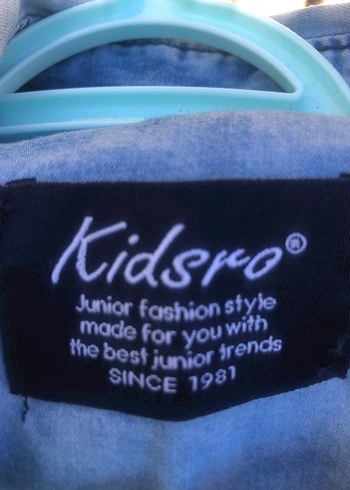 Kidsro®
Junior fashion style
made for you with
the best junior trends
SINCE 1981